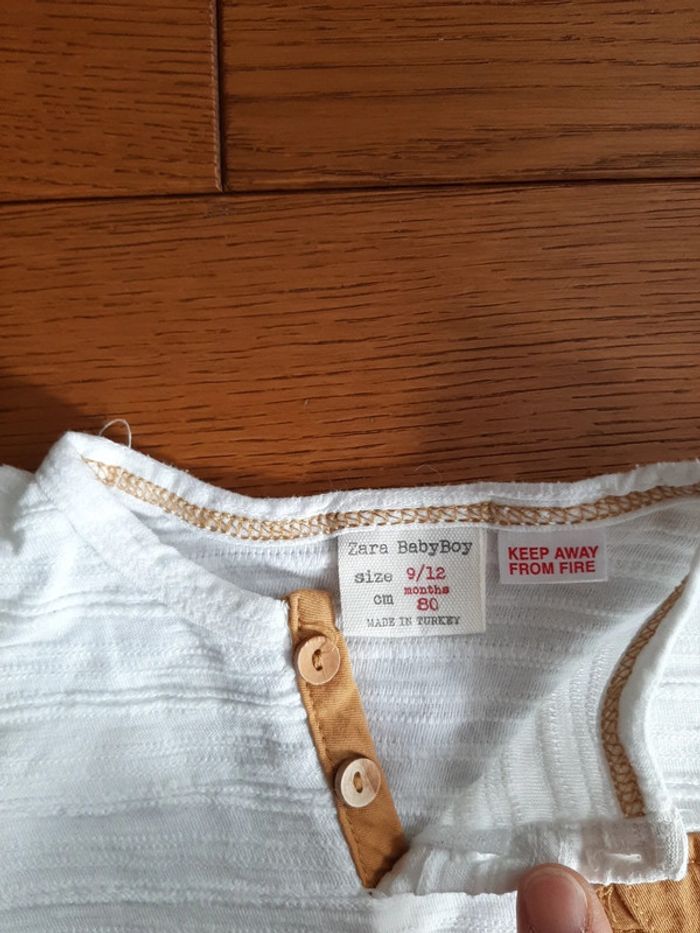 Zara BabyBoy
size 9/12
months
cm 80
MADE IN TURKEY
KEEP AWAY
FROM FIRE